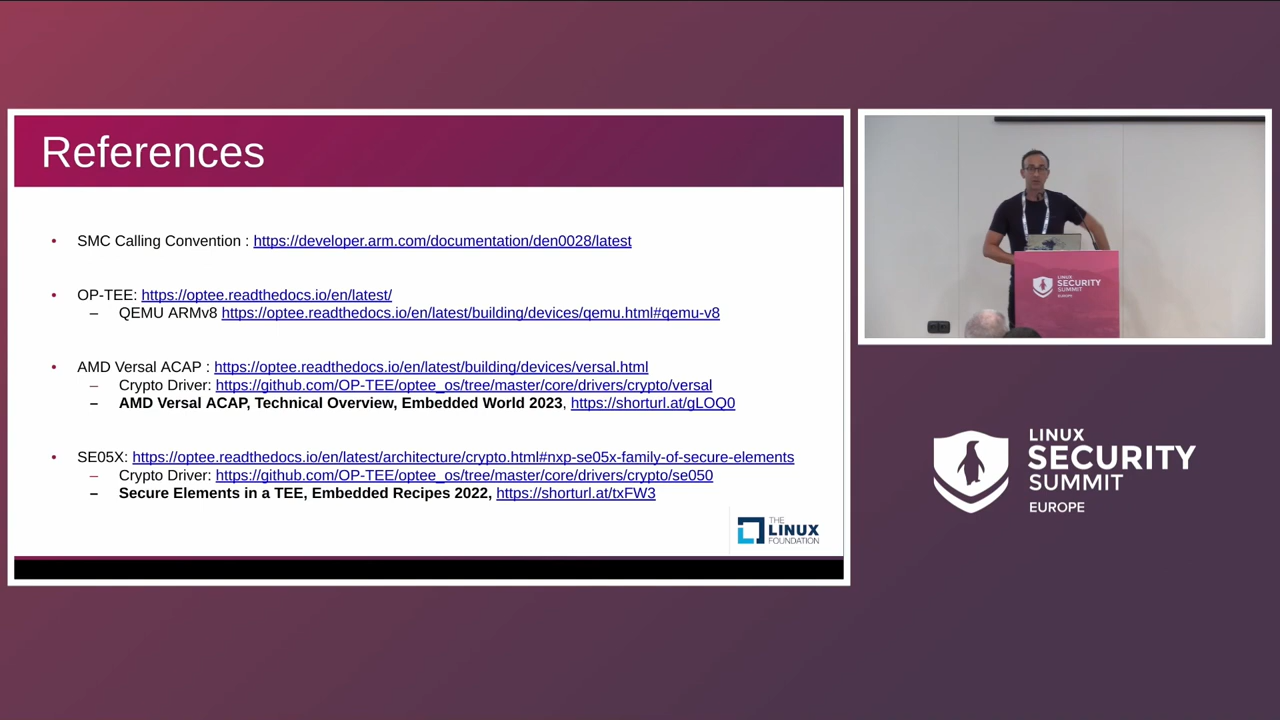 References
• SMC Calling Convention : https://developer.arm.com/documentation/den0028/latest
• OP-TEE: https://optee.readthedocs.io/en/latest/
– QEMU ARMv8 https://optee.readthedocs.io/en/latest/building/devices/qemu.html#qemu-v8
• AMD Versal ACAP : https://optee.readthedocs.io/en/latest/building/devices/versal.html
– Crypto Driver: https://github.com/OP-TEE/optee_os/tree/master/core/drivers/crypto/versal
– AMD Versal ACAP, Technical Overview, Embedded World 2023, https://shorturl.at/gLOQ0
• SE05X: https://optee.readthedocs.io/en/latest/architecture/crypto.html#nxp-se05x-family-of-secure-elements
– Crypto Driver: https://github.com/OP-TEE/optee_os/tree/master/core/drivers/crypto/se050
– Secure Elements in a TEE, Embedded Recipes 2022, https://shorturl.at/txFW3
THE
LINUX
FOUNDATION
LINUX
SECURITY
SUMMIT
EUROPE
LINUX
SECURITY
SUMMIT
EUROPE